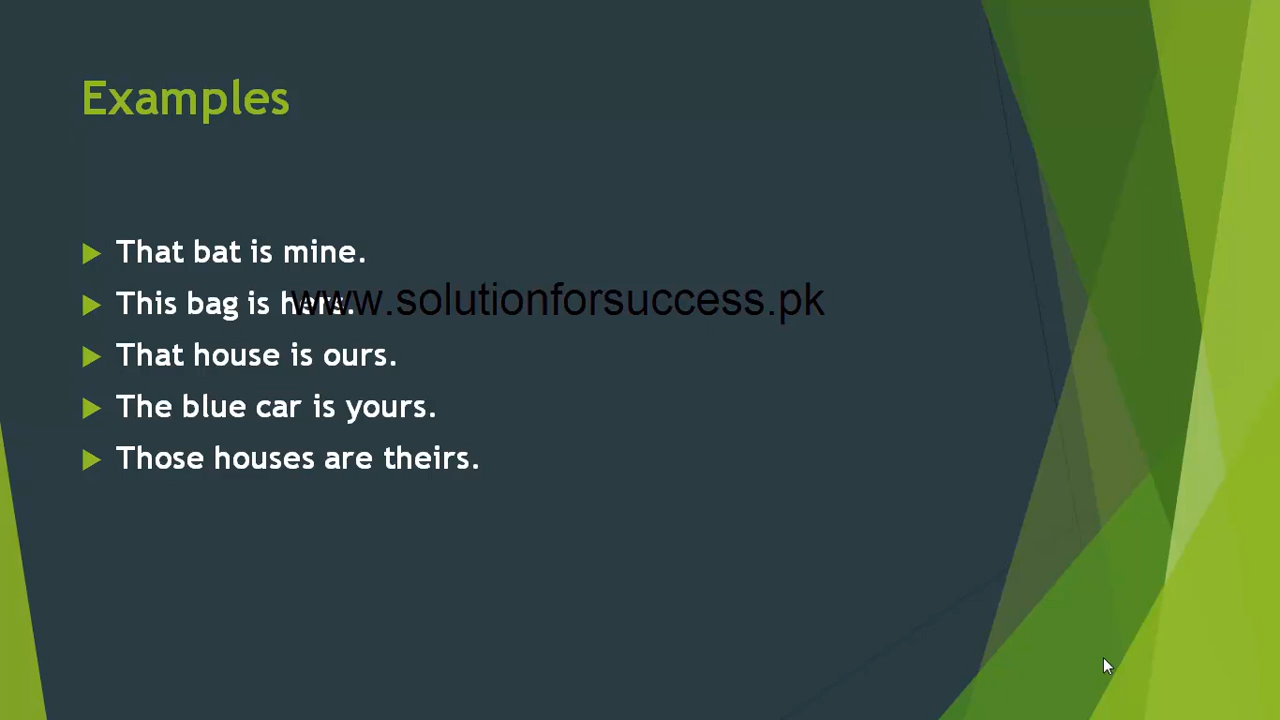 Examples
That bat is mine.
This bag is hers.
www.solutionforsuccess.pk
That house is ours.
The blue car is yours.
Those houses are theirs.